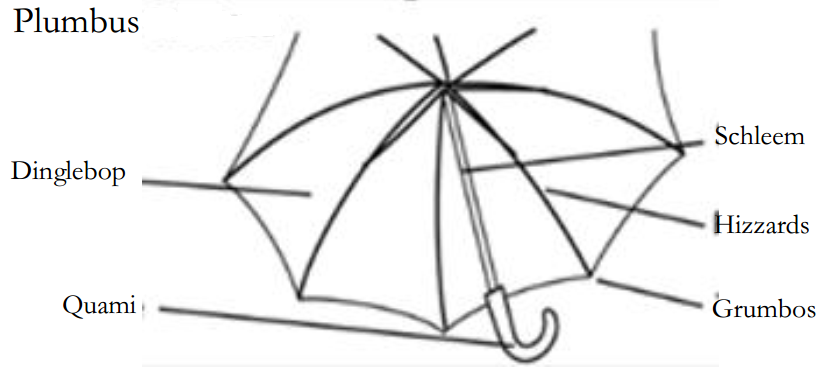 Plumbus
Schleem
Dinglebop
Hizzards
Quami
Grumbos